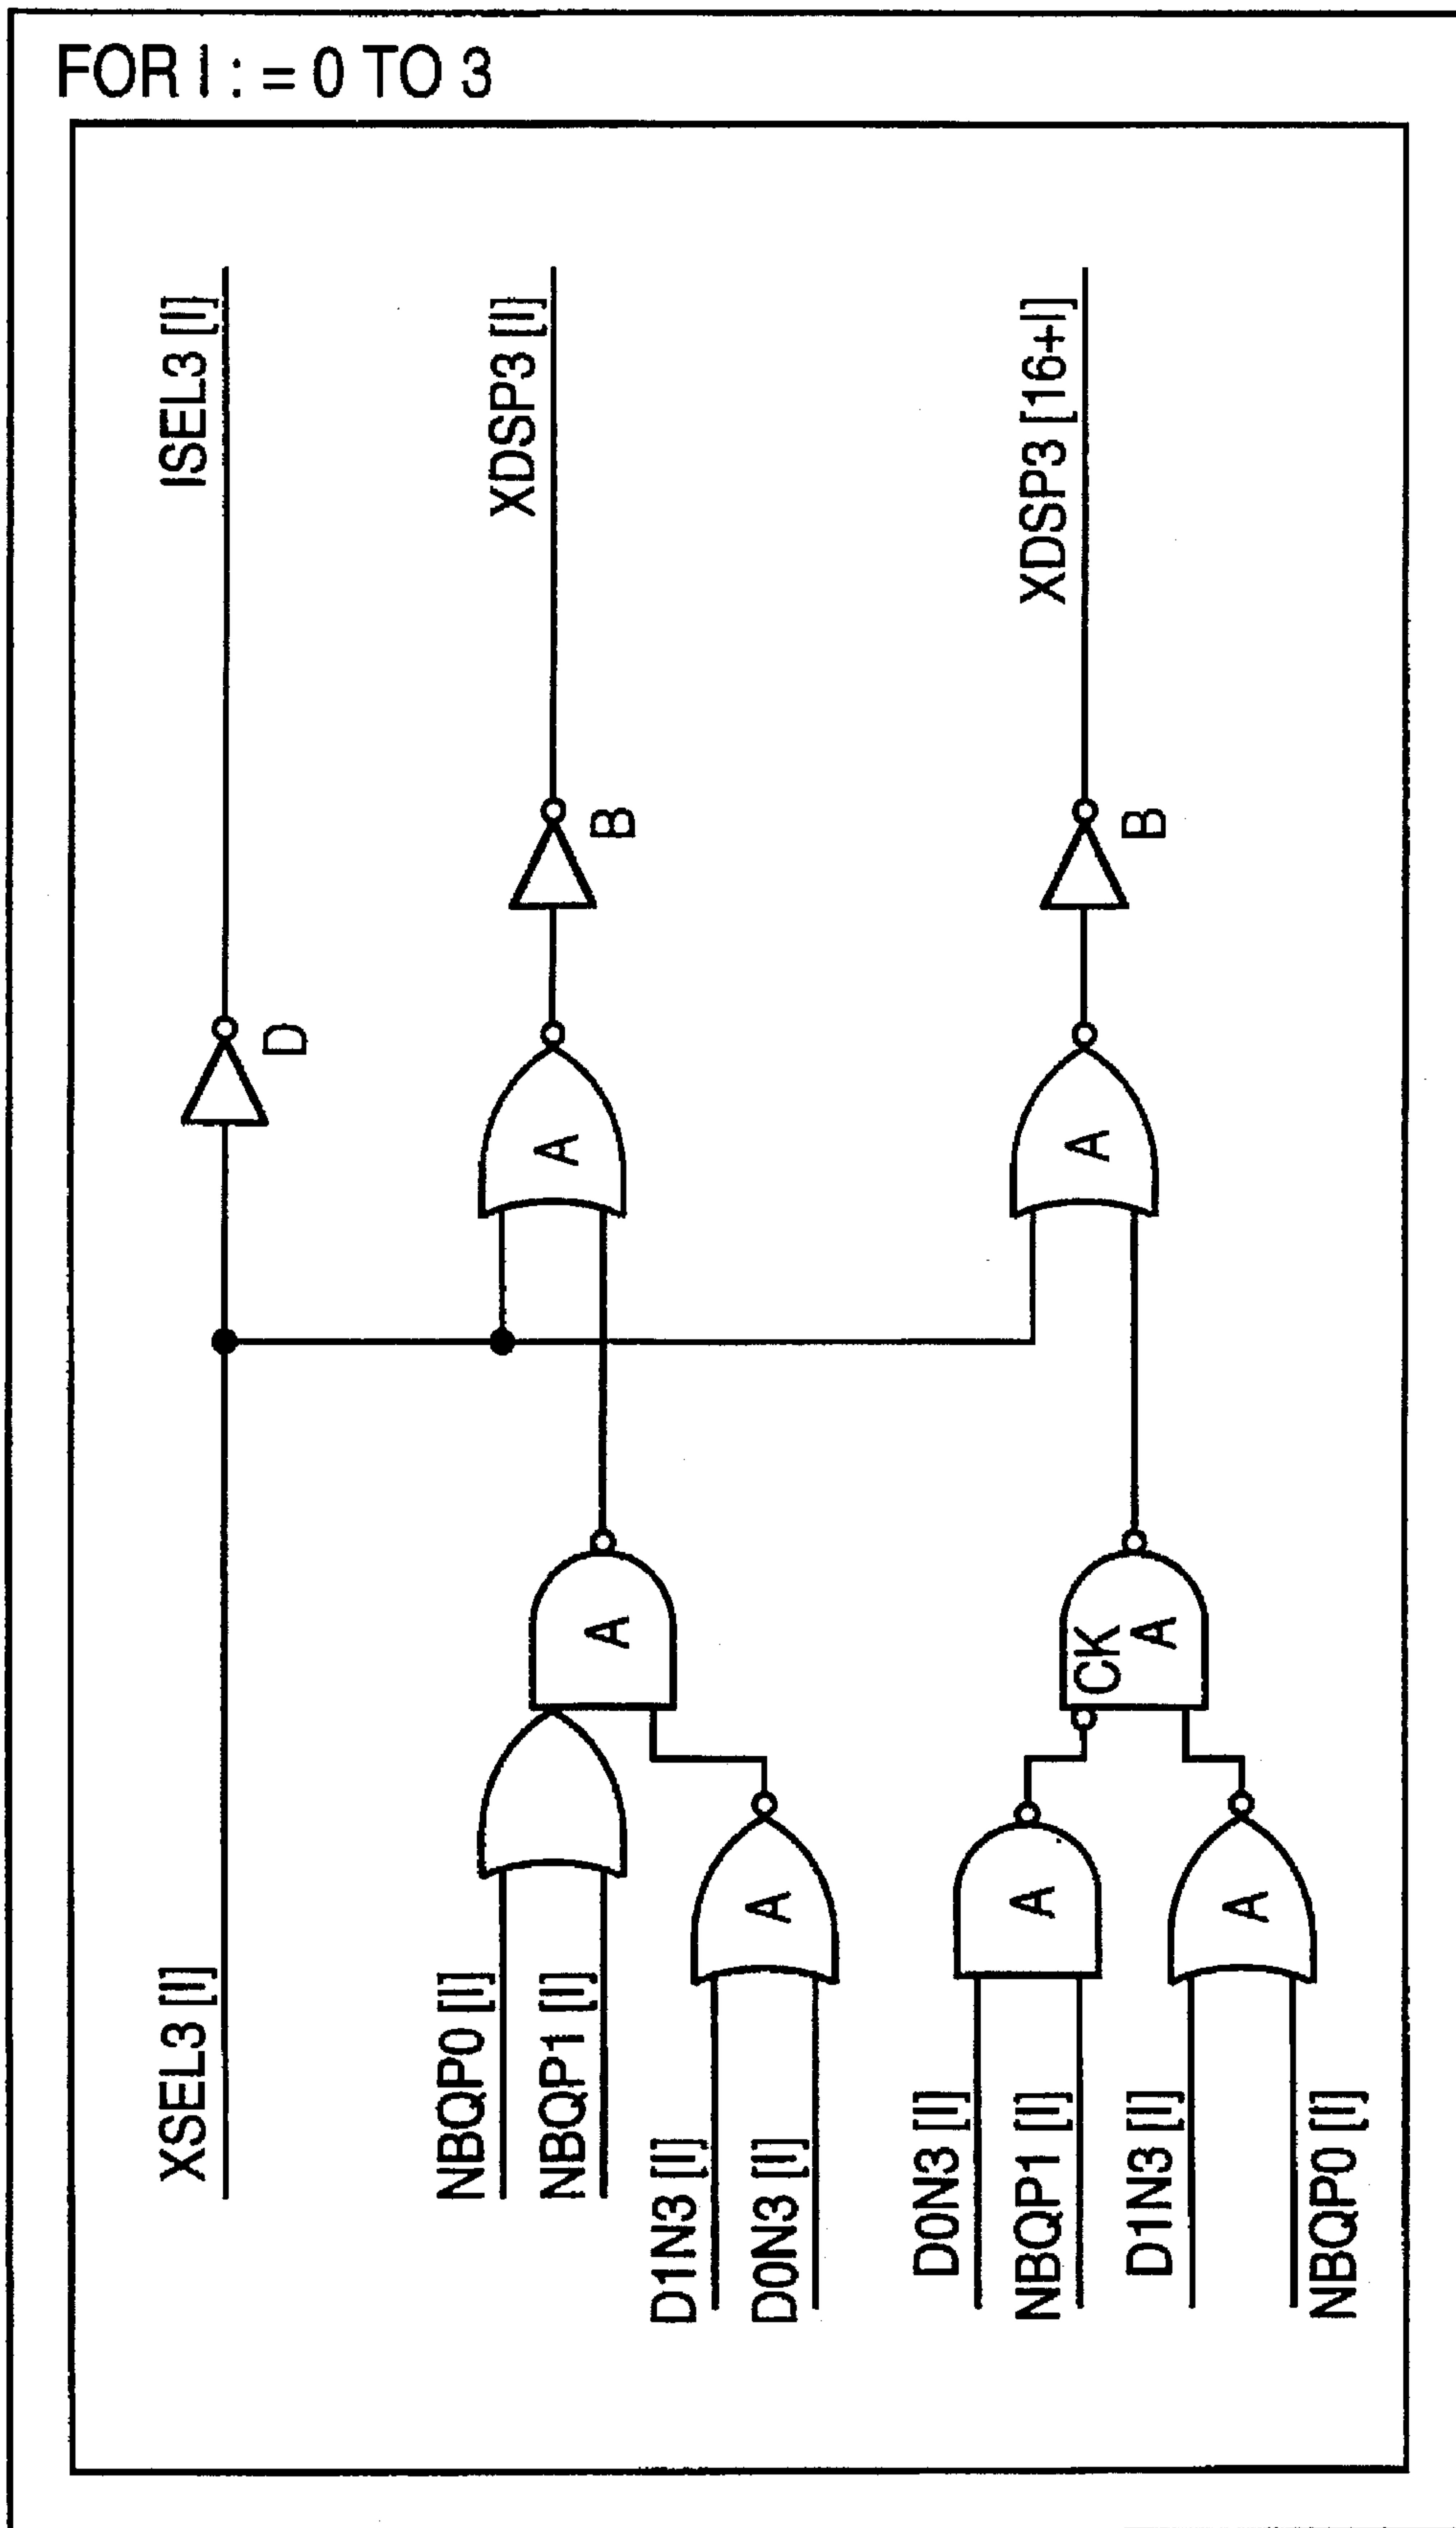 FOR I : = 0 TO 3
XSEL3 [I]
D
ISEL3 [I]
NBQP0 [I]
NBQP1 [I]
D1N3 [I]
D0N3 [I]
A
A
A
B
XDSP3 [I]
D0N3 [I]
NBQP1 [I]
D1N3 [I]
NBQP0 [I]
A
A
CK
A
A
B
XDSP3 [16+I]